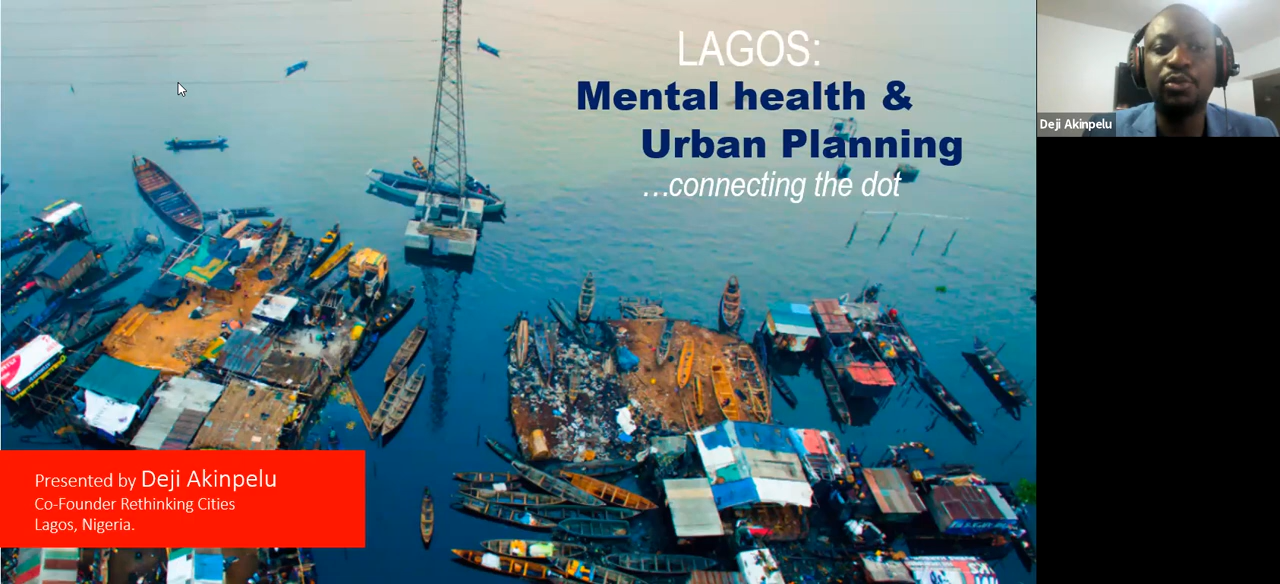 LAGOS:
Mental health &
Urban Planning
...connecting the dot
Deji Akinpelu
Presented by Deji Akinpelu
Co-Founder Rethinking Cities
Lagos, Nigeria.